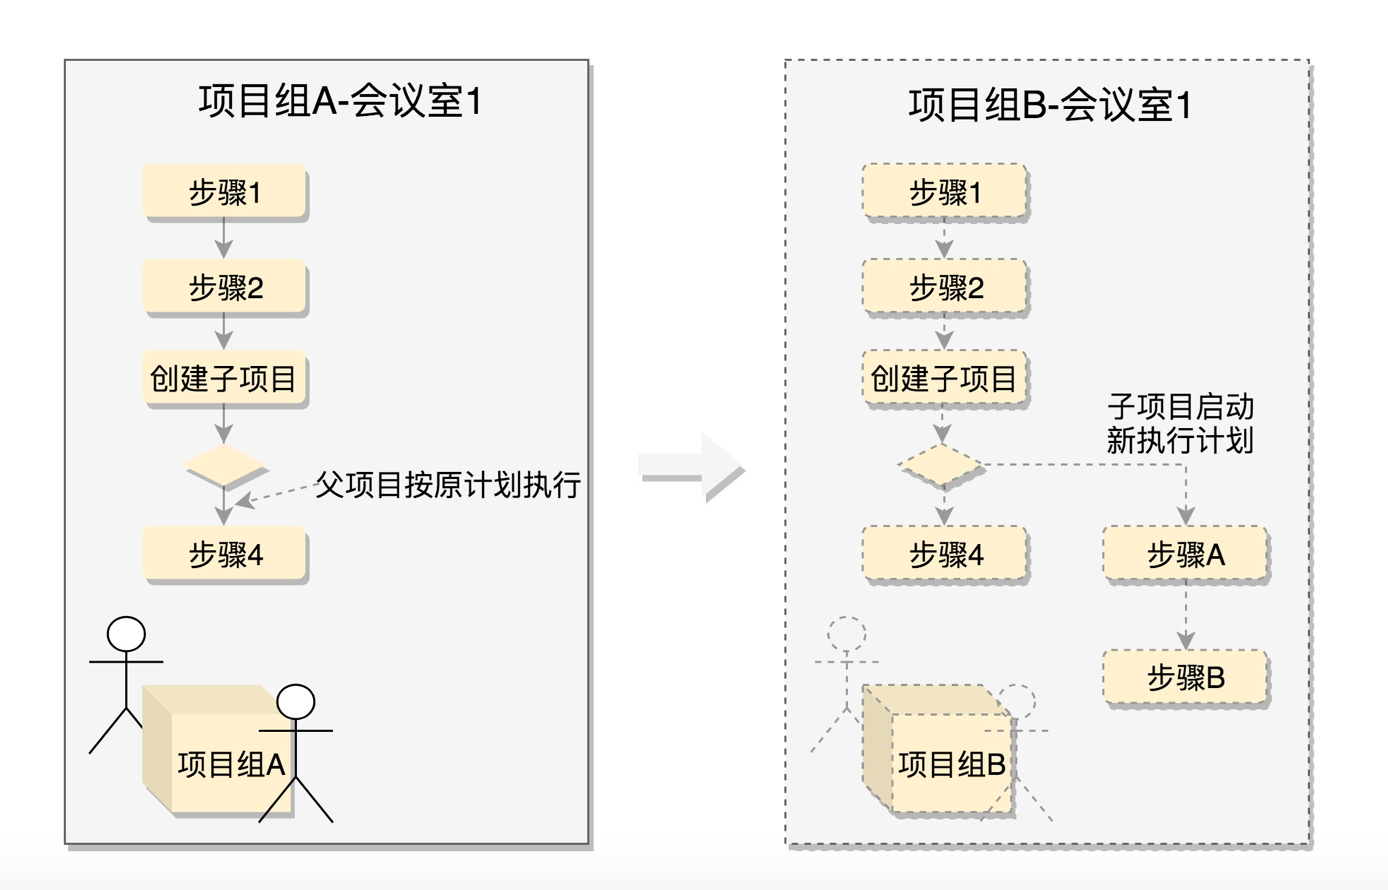 项目组A-会议室1
步骤1
步骤2
创建子项目
父项目按原计划执行
步骤4
项目组A
项目组B-会议室1
步骤1
步骤2
创建子项目
子项目启动
新执行计划
步骤4
步骤A
步骤B
项目组B